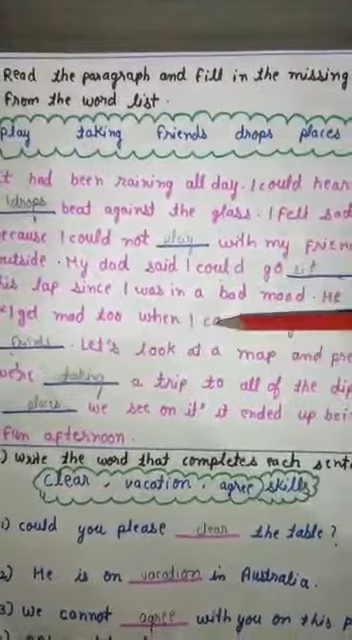 Read the paragraph and fill in the missing
from the word list.
play taking friends drops places
it had been raining all day. I could hear
drops beat against the glass. I felt sad
because I could not play with my frien
outside. My dad said I could go sit
his lap since I was in a bad mood. He
"I get mad too when I ca
friends. Let's look at a map and pre
we're taking a trip to all of the dif
places we see on it" it ended up bei
fun afternoon.
) write the word that completes each sent
clear, vacation, agree, skills
1) could you please clear the table?
2) He is on vacation in Australia.
3) we cannot agree with you on this p